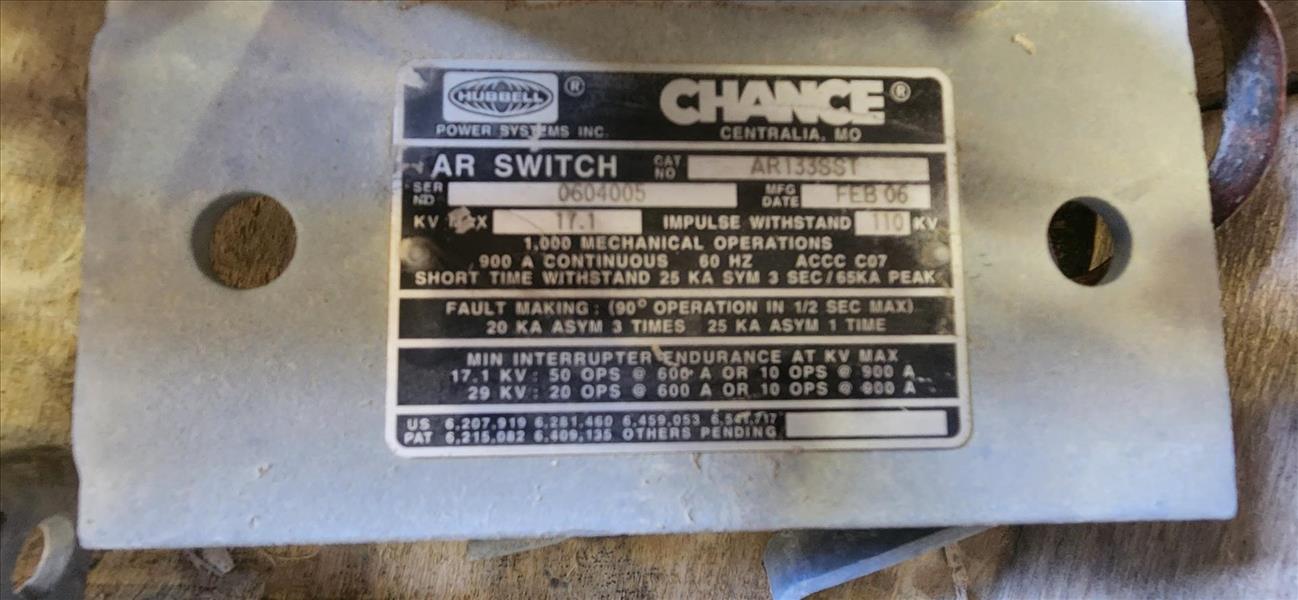 HUBBELL ® CHANCE ®
POWER SYSTEMS INC. CENTRALIA, MO
AR SWITCH CAT NO AR133SST
SER NO 0604005 MFG DATE FEB 06
KV 17.1 IMPULSE WITHSTAND 110 KV
1,000 MECHANICAL OPERATIONS
900 A CONTINUOUS 60 HZ ACCC C07
SHORT TIME WITHSTAND 25 KA SYM 3 SEC/65KA PEAK
FAULT MAKING: (90° OPERATION IN 1/2 SEC MAX)
20 KA ASYM 3 TIMES 25 KA ASYM 1 TIME
MIN INTERRUPTER ENDURANCE AT KV MAX
17.1 KV: 50 OPS @ 600 A OR 10 OPS @ 900 A
29 KV: 20 OPS @ 600 A OR 10 OPS @ 900 A
US 6,207,919 6,281,460 6,459,053
PAT 6,215,082 6,409,135 OTHERS PENDING